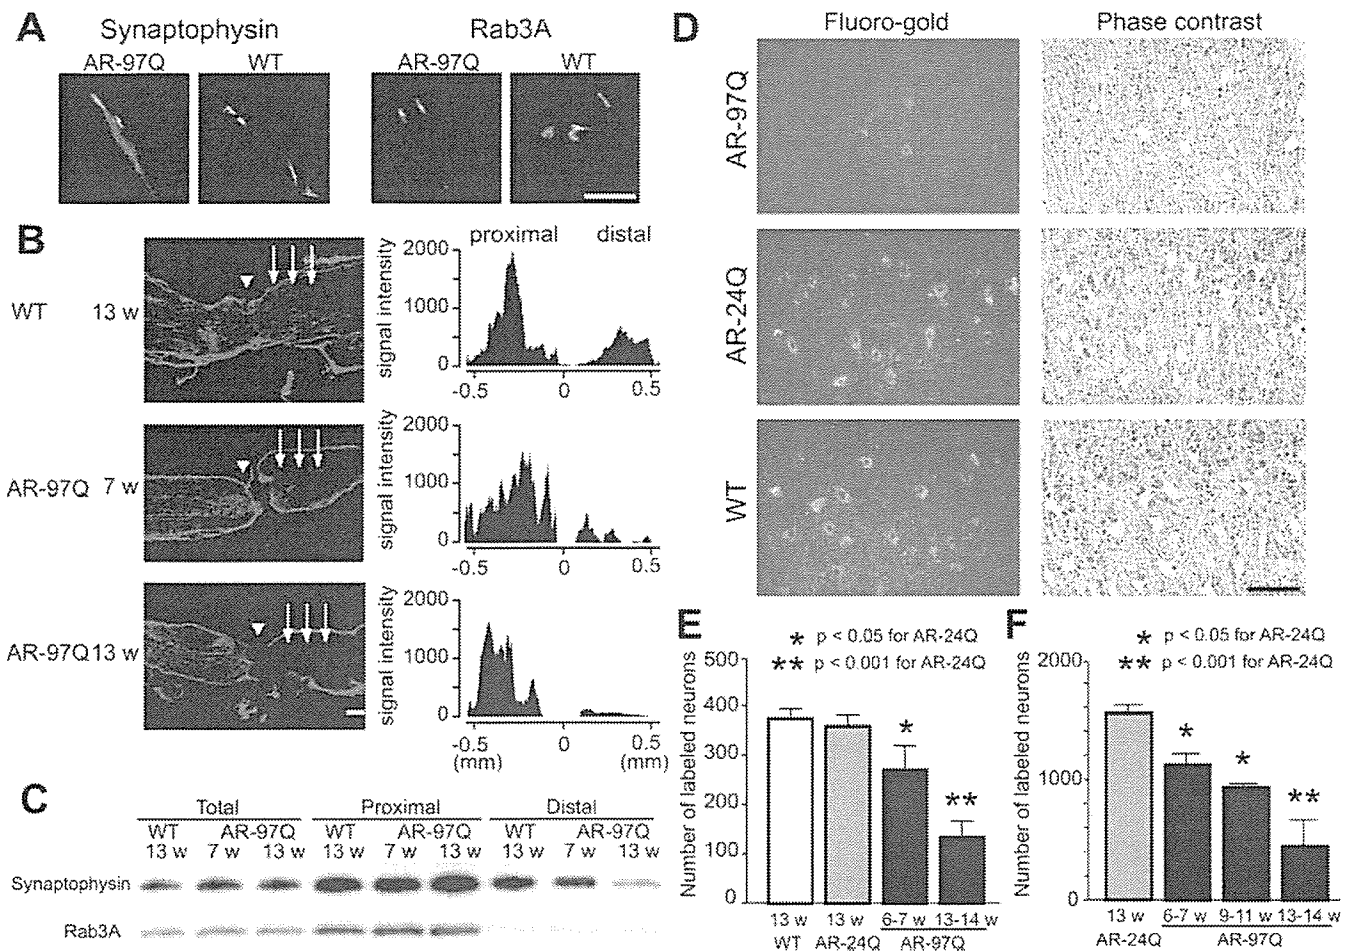 A
Synaptophysin
Rab3A
AR-97Q
WT
AR-97Q
WT
B
WT 13 w
AR-97Q 7 w
AR-97Q13 w
proximal distal
signal intensity
2000
1000
0
-0.5 0 0.5
signal intensity
2000
1000
0
-0.5 0 0.5
signal intensity
2000
1000
0
-0.5 0 0.5
(mm) (mm)
C
Total Proximal Distal
WT AR-97Q WT AR-97Q WT AR-97Q
13 w 7 w 13 w 13 w 7 w 13 w 13 w 7 w 13 w
Synaptophysin
Rab3A
D
Fluoro-gold
Phase contrast
AR-97Q
AR-24Q
WT
E
* p < 0.05 for AR-24Q
** p < 0.001 for AR-24Q
Number of labeled neurons
500
400
300
200
100
0
*
**
13 w 13 w 6-7 w 13-14 w
WT AR-24Q AR-97Q
F
* p < 0.05 for AR-24Q
** p < 0.001 for AR-24Q
Number of labeled neurons
2000
1000
0
*
*
**
13 w 6-7 w 9-11 w 13-14 w
AR-24Q AR-97Q